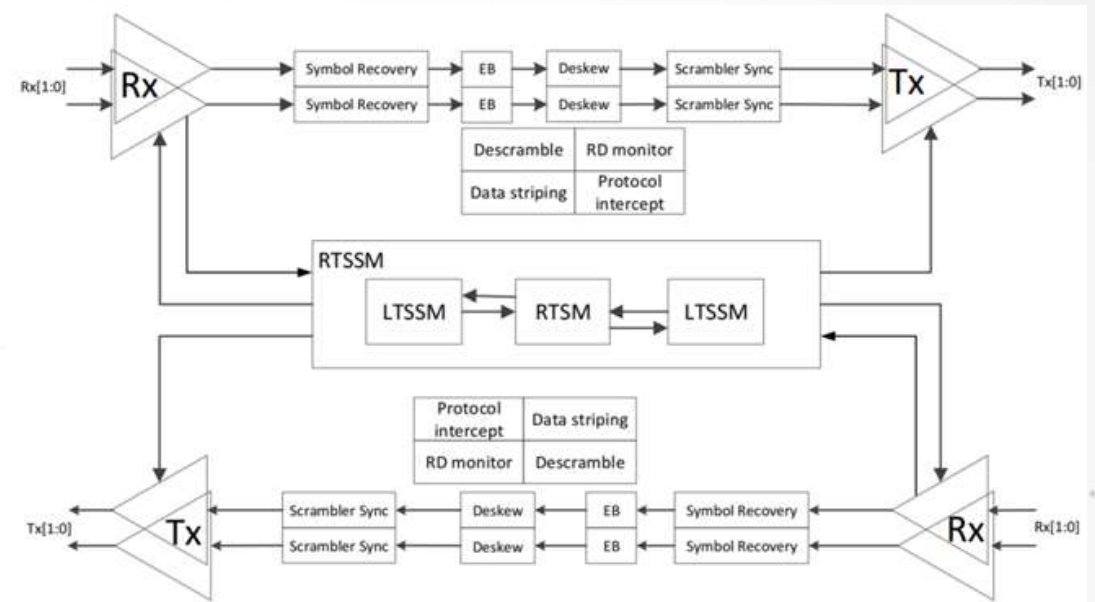 Rx[1:0]
Rx
Symbol Recovery
EB
Deskew
Scrambler Sync
Symbol Recovery
EB
Deskew
Scrambler Sync
Tx
Tx[1:0]
Descramble
RD monitor
Data striping
Protocol
intercept
RTSSM
LTSSM
RTSM
LTSSM
Protocol
intercept
Data striping
RD monitor
Descramble
Tx[1:0]
Tx
Scrambler Sync
Deskew
EB
Symbol Recovery
Scrambler Sync
Deskew
EB
Symbol Recovery
Rx
Rx[1:0]